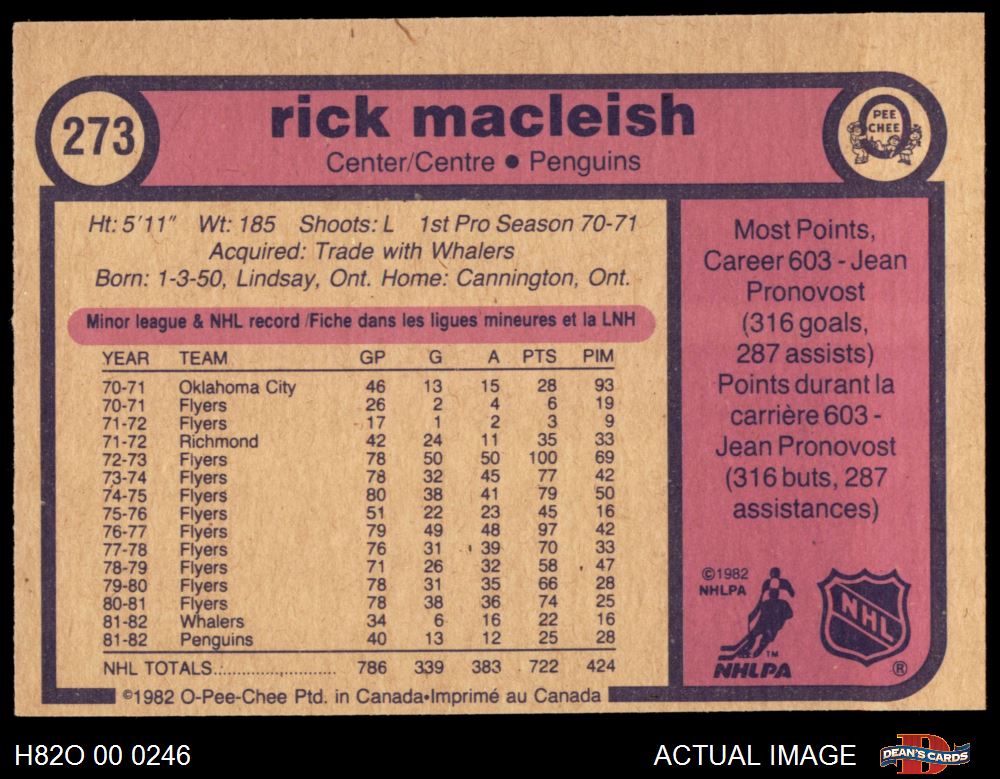 273
rick macleish
Center/Centre • Penguins
PEE
CHEE
Ht: 5'11" Wt: 185 Shoots: L 1st Pro Season 70-71
Acquired: Trade with Whalers
Born: 1-3-50, Lindsay, Ont. Home: Cannington, Ont.
Minor league & NHL record /Fiche dans les ligues mineures et la LNH
YEAR TEAM GP G A PTS PIM
70-71 Oklahoma City 46 13 15 28 93
70-71 Flyers 26 2 4 6 19
71-72 Flyers 17 1 2 3 9
71-72 Richmond 42 24 11 35 33
72-73 Flyers 78 50 50 100 69
73-74 Flyers 78 32 45 77 42
74-75 Flyers 80 38 41 79 50
75-76 Flyers 51 22 23 45 16
76-77 Flyers 79 49 48 97 42
77-78 Flyers 76 31 39 70 33
78-79 Flyers 71 26 32 58 47
79-80 Flyers 78 31 35 66 28
80-81 Flyers 78 38 36 74 25
81-82 Whalers 34 6 16 22 16
81-82 Penguins 40 13 12 25 28
NHL TOTALS 786 339 383 722 424
©1982 O-Pee-Chee Ptd. in Canada•Imprimé au Canada
Most Points,
Career 603 - Jean
Pronovost
(316 goals,
287 assists)
Points durant la
carrière 603 -
Jean Pronovost
(316 buts, 287
assistances)
©1982
NHLPA
TM
NHLPA
NHL
®
H82O 00 0246
ACTUAL IMAGE
DEAN'S CARDS